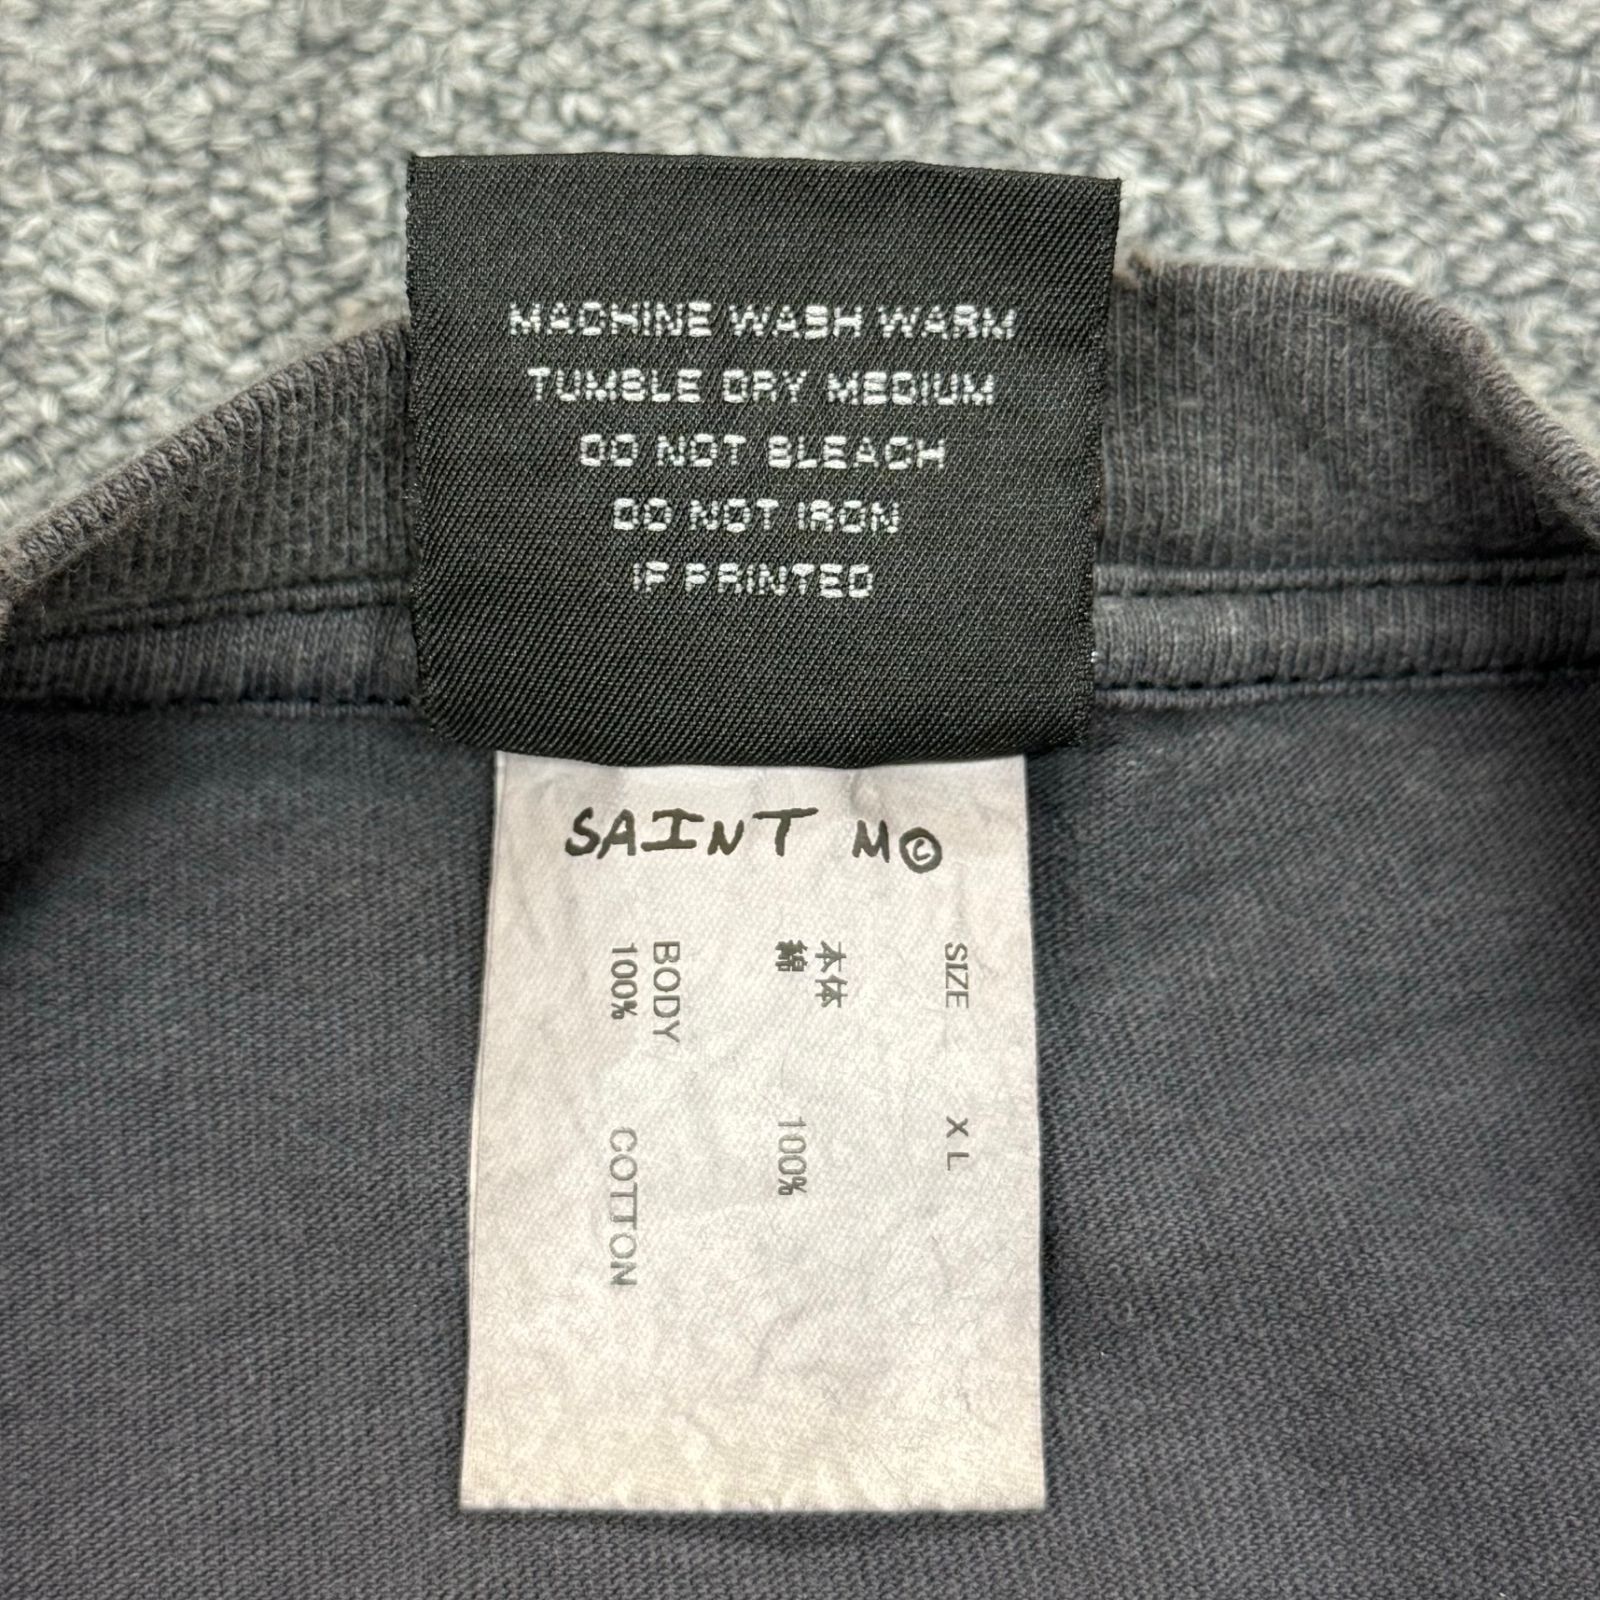 MACHINE WASH WARM
TUMBLE DRY MEDIUM
DO NOT BLEACH
DO NOT IRON
IF PRINTED
SAINT M©
SIZE XL
本体
綿 100%
BODY
100% COTTON